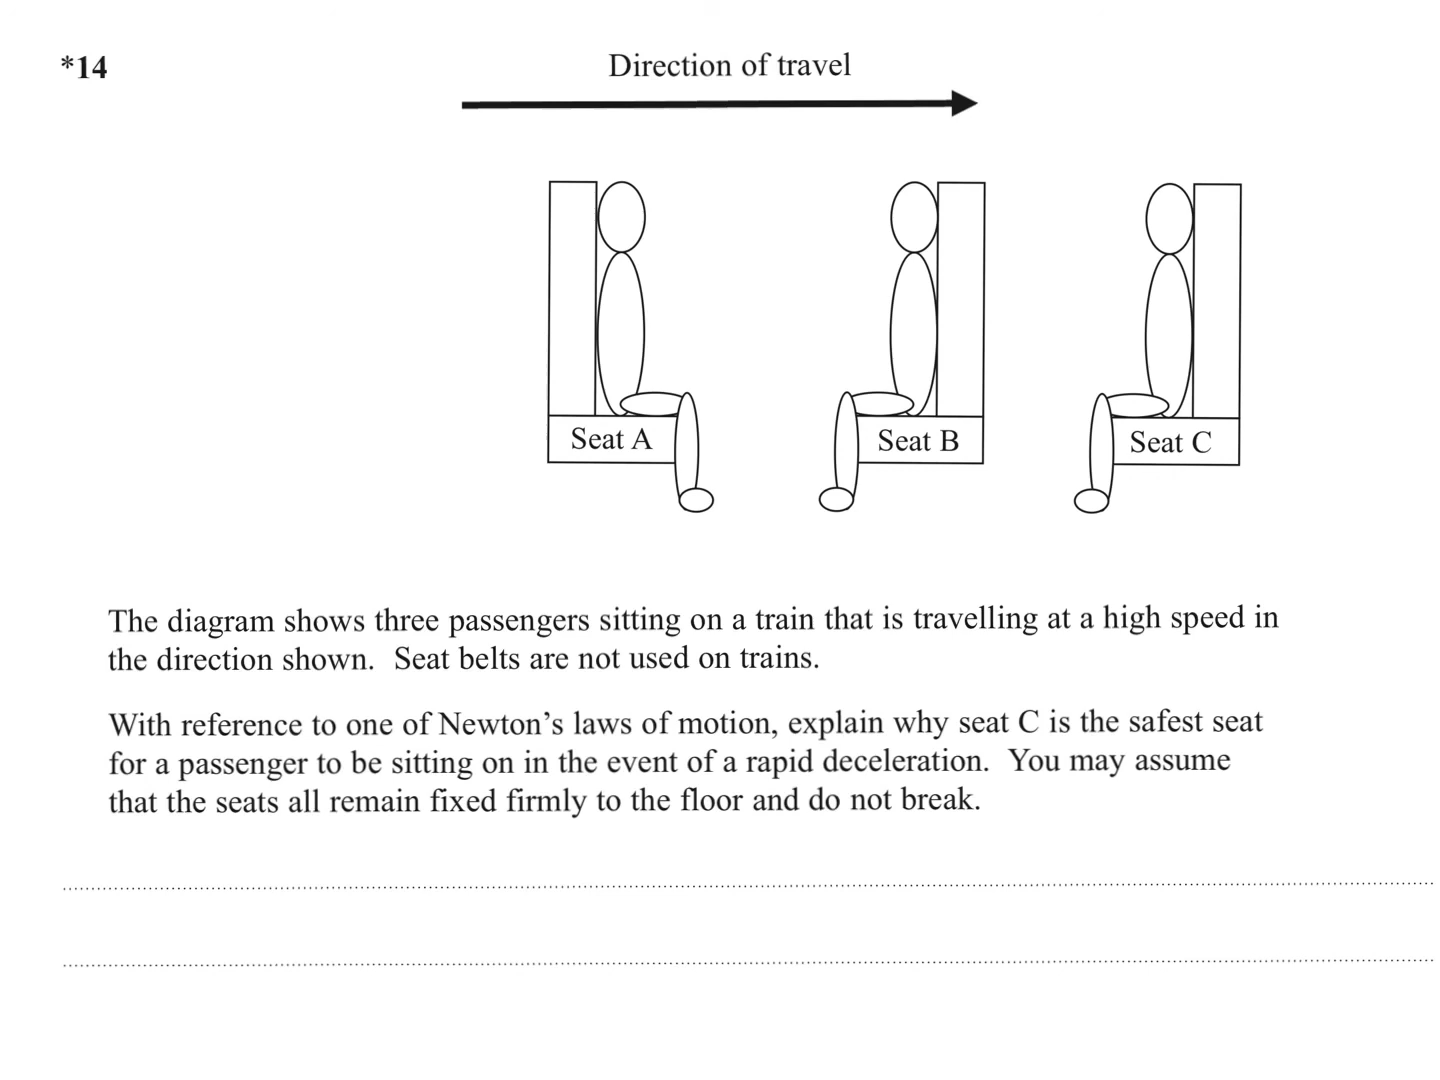 *14
Direction of travel
Seat A
Seat B
Seat C
The diagram shows three passengers sitting on a train that is travelling at a high speed in
the direction shown. Seat belts are not used on trains.
With reference to one of Newton's laws of motion, explain why seat C is the safest seat
for a passenger to be sitting on in the event of a rapid deceleration. You may assume
that the seats all remain fixed firmly to the floor and do not break.